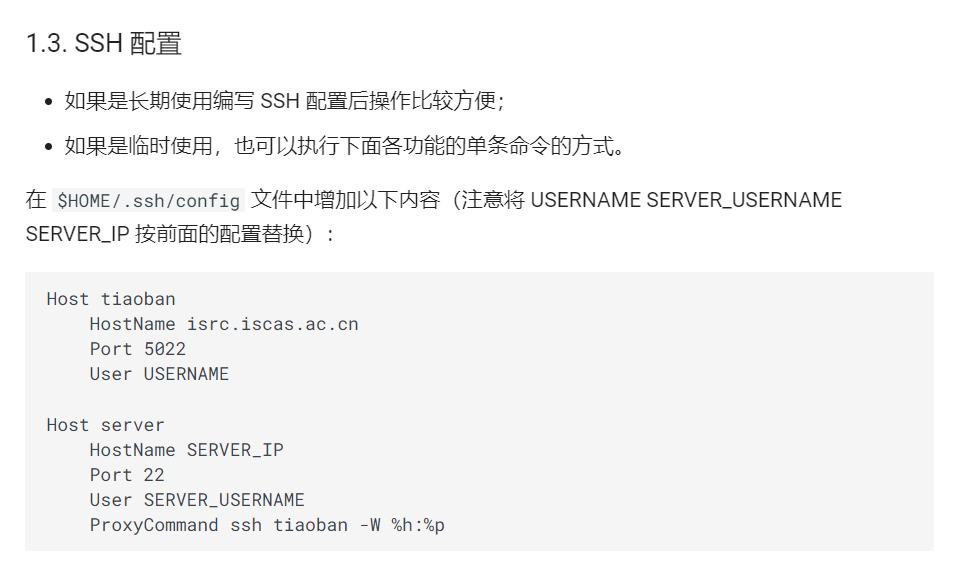 1.3. SSH 配置
如果是长期使用编写 SSH 配置后操作比较方便；
如果是临时使用，也可以执行下面各功能的单条命令的方式。
在 $HOME/.ssh/config 文件中增加以下内容（注意将 USERNAME SERVER_USERNAME
SERVER_IP 按前面的配置替换）：
Host tiaoban
    HostName isrc.iscas.ac.cn
    Port 5022
    User USERNAME
Host server
    HostName SERVER_IP
    Port 22
    User SERVER_USERNAME
    ProxyCommand ssh tiaoban -W %h:%p